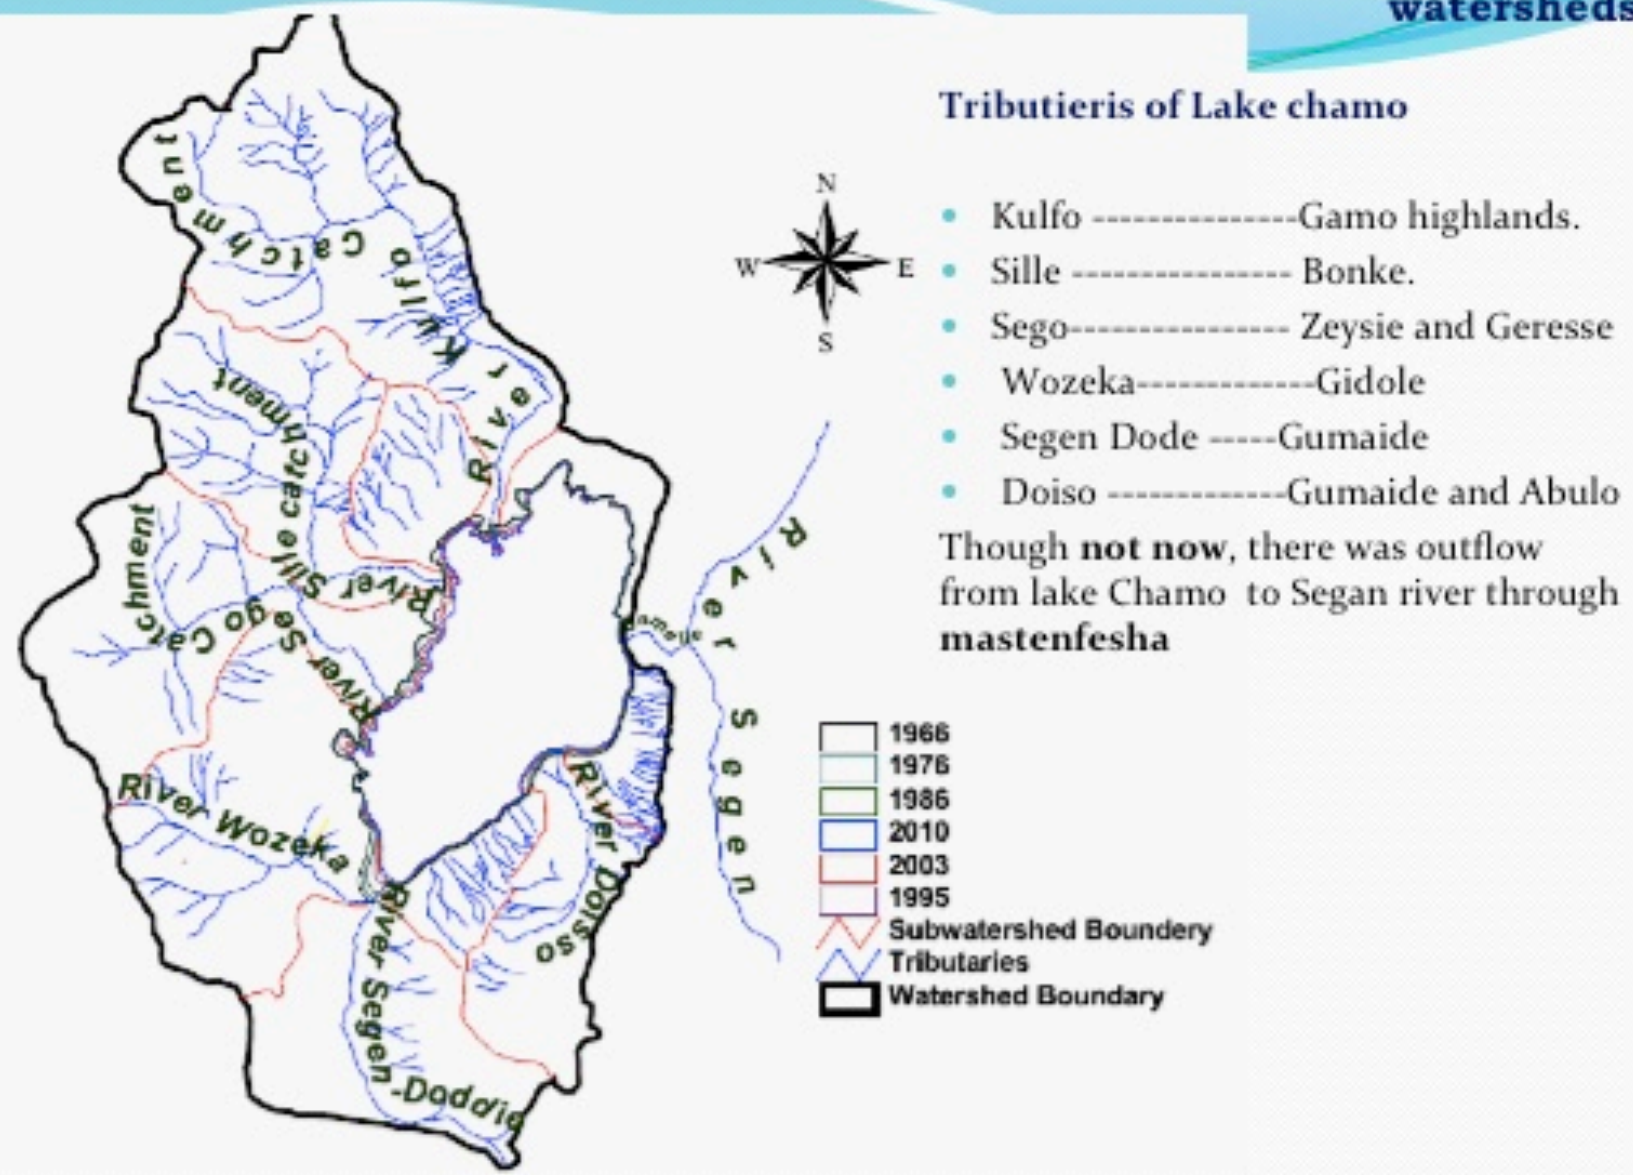 watersheds
Tributieris of Lake chamo
Kulfo ---------------Gamo highlands.
Sille ---------------- Bonke.
Sego---------------- Zeysie and Geresse
Wozeka-------------Gidole
Segen Dode -----Gumaide
Doiso -------------Gumaide and Abulo
Though not now, there was outflow
from lake Chamo to Segan river through
mastenfesha
N
W
E
S
Kulfo Catchment
River
Sille catchment
River Sille
Sego Catchment
River Sego
River Wozeka
River Segen-Doddie
River Doisso
River Segen
1966
1976
1986
2010
2003
1995
Subwatershed Boundery
Tributaries
Watershed Boundary